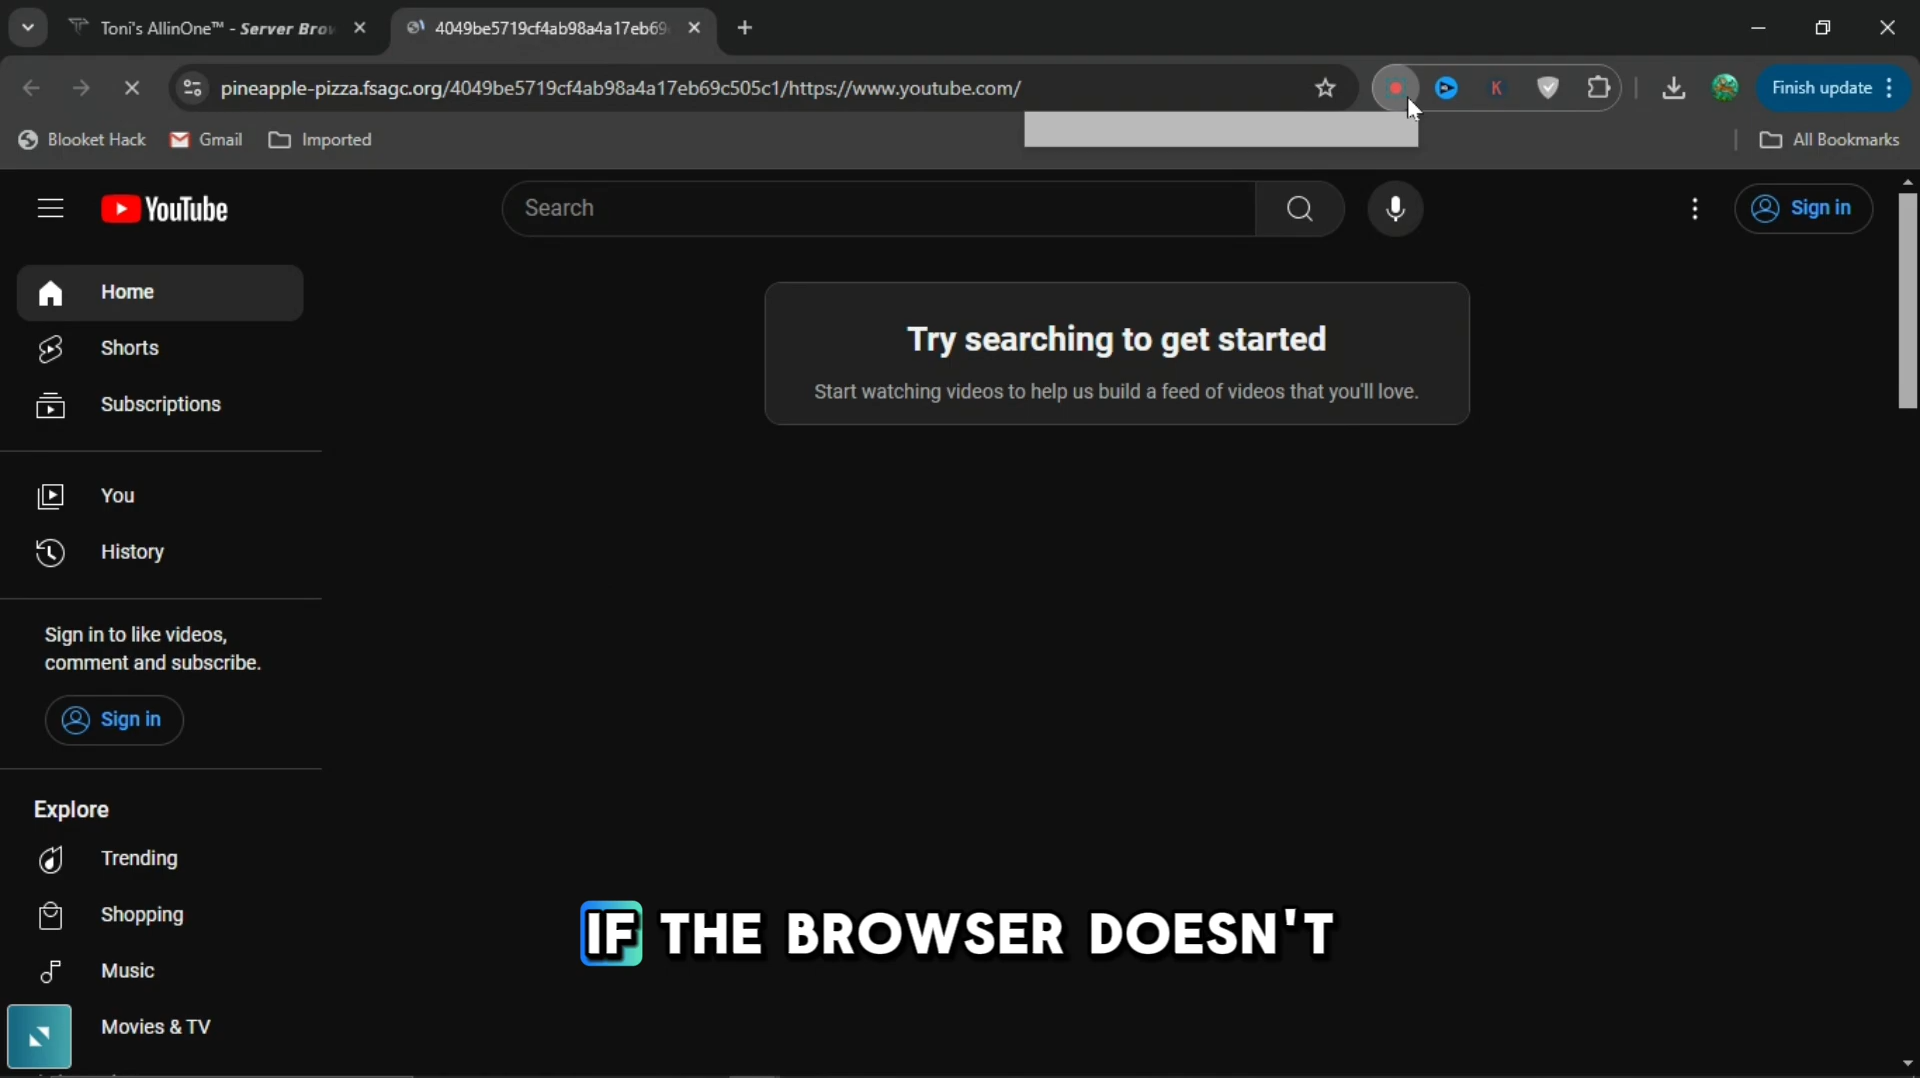 Toni's AllinOne™ - Server Brow
4049be5719cf4ab98a4a17eb69
pineapple-pizza.fsagc.org/4049be5719cf4ab98a4a17eb69c505c1/https://www.youtube.com/
K
Finish update
Blooket Hack
Gmail
Imported
All Bookmarks
YouTube
Search
Sign in
Home
Shorts
Subscriptions
Try searching to get started
Start watching videos to help us build a feed of videos that you'll love.
You
History
Sign in to like videos,
comment and subscribe.
Sign in
Explore
Trending
Shopping
Music
Movies & TV
IF THE BROWSER DOESN'T